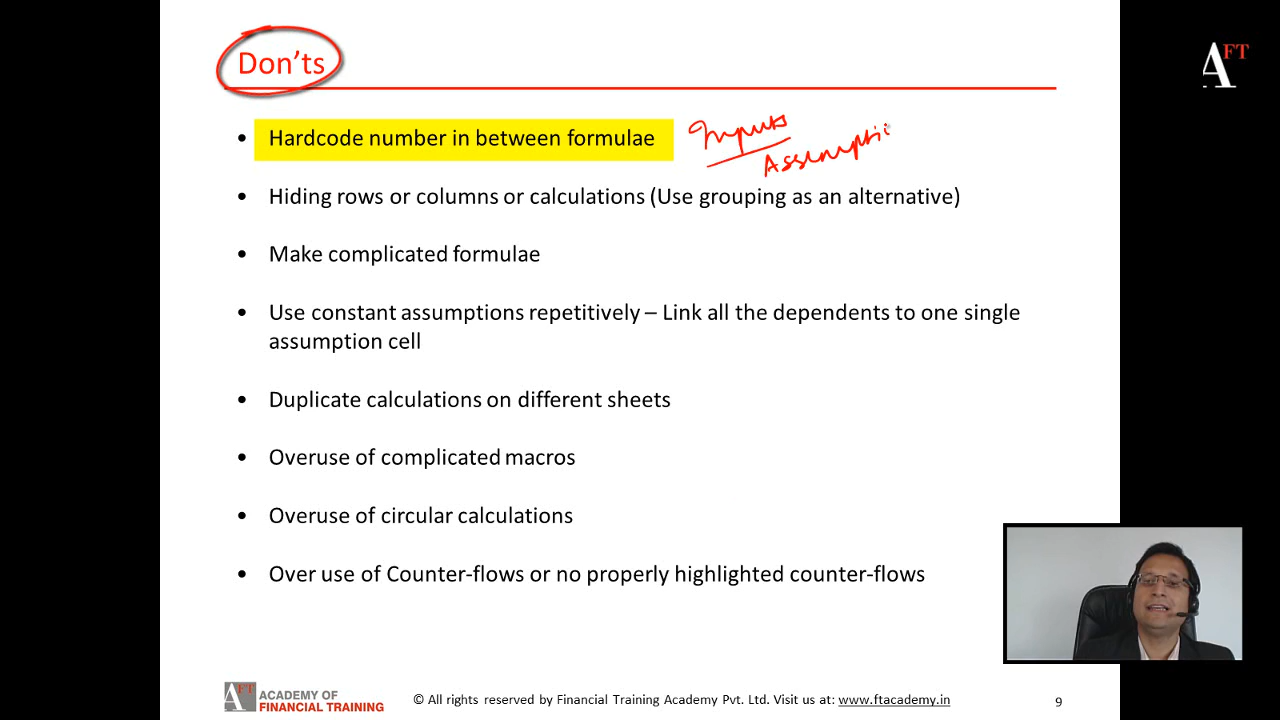 Don'ts
AFT
• Hardcode number in between formulae
Inputs
Assumpti
• Hiding rows or columns or calculations (Use grouping as an alternative)
• Make complicated formulae
• Use constant assumptions repetitively – Link all the dependents to one single
assumption cell
• Duplicate calculations on different sheets
• Overuse of complicated macros
• Overuse of circular calculations
• Over use of Counter-flows or no properly highlighted counter-flows
AFT
ACADEMY OF
FINANCIAL TRAINING
© All rights reserved by Financial Training Academy Pvt. Ltd. Visit us at: www.ftacademy.in
9